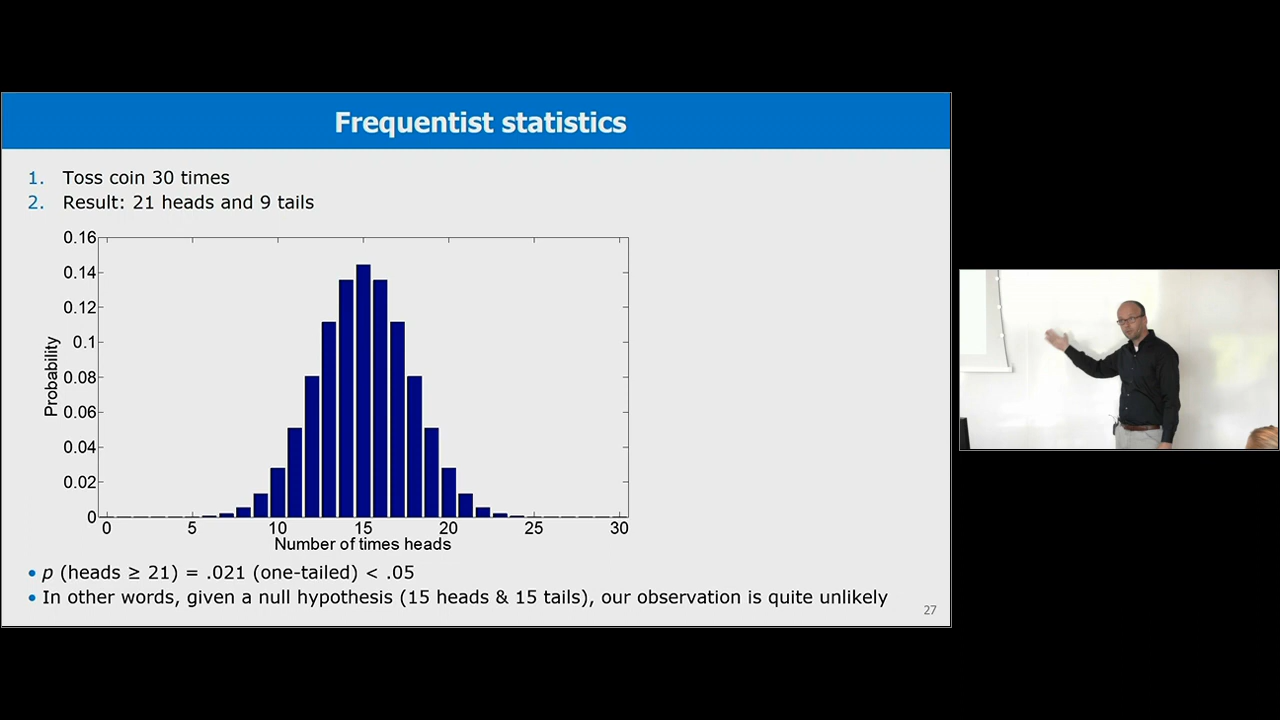 Frequentist statistics
1. Toss coin 30 times
2. Result: 21 heads and 9 tails
0.16
0.14
0.12
0.1
0.08
0.06
0.04
0.02
0
Probability
0 5 10 15 20 25 30
Number of times heads
• p (heads ≥ 21) = .021 (one-tailed) < .05
• In other words, given a null hypothesis (15 heads & 15 tails), our observation is quite unlikely
27